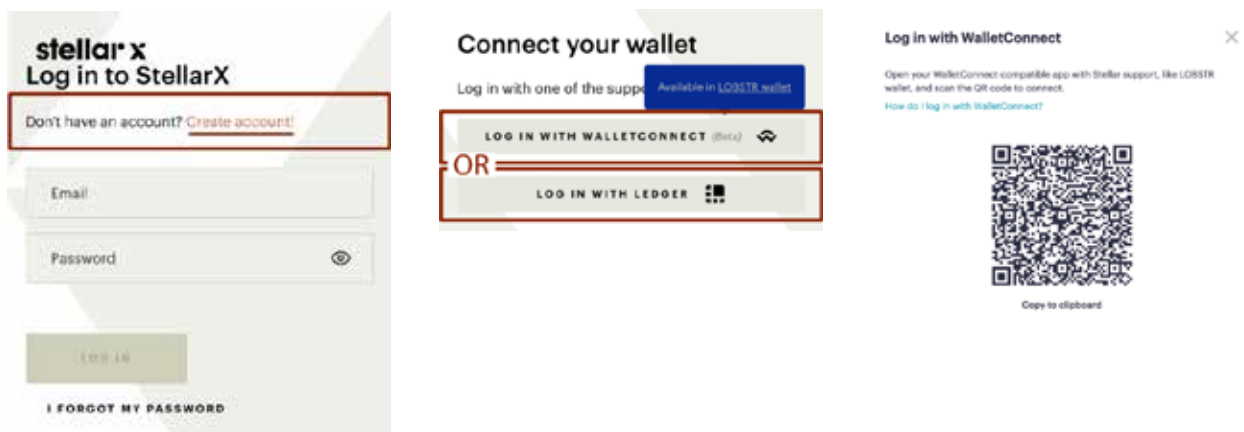 stellar x
Log in to StellarX
Don't have an account? Create account!
Email
Password
LOG IN
I FORGOT MY PASSWORD
Connect your wallet
Log in with one of the suppo
Available in LOBSTR wallet
LOG IN WITH WALLETCONNECT (Beta)
OR
LOG IN WITH LEDGER
Log in with WalletConnect
Open your WalletConnect compatible app with Stellar support, like LOBSTR
wallet, and scan the QR code to connect.
How do I log in with WalletConnect?
Copy to clipboard